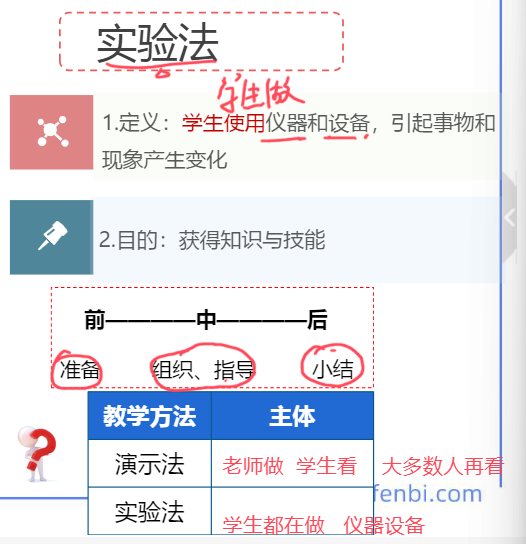 实验法
学生做
1.定义：学生使用仪器和设备，引起事物和
现象产生变化
2.目的：获得知识与技能
前————中————后
准备 组织、指导 小结
教学方法 主体
演示法 老师做 学生看 大多数人再看
fenbi.com
实验法 学生都在做 仪器设备